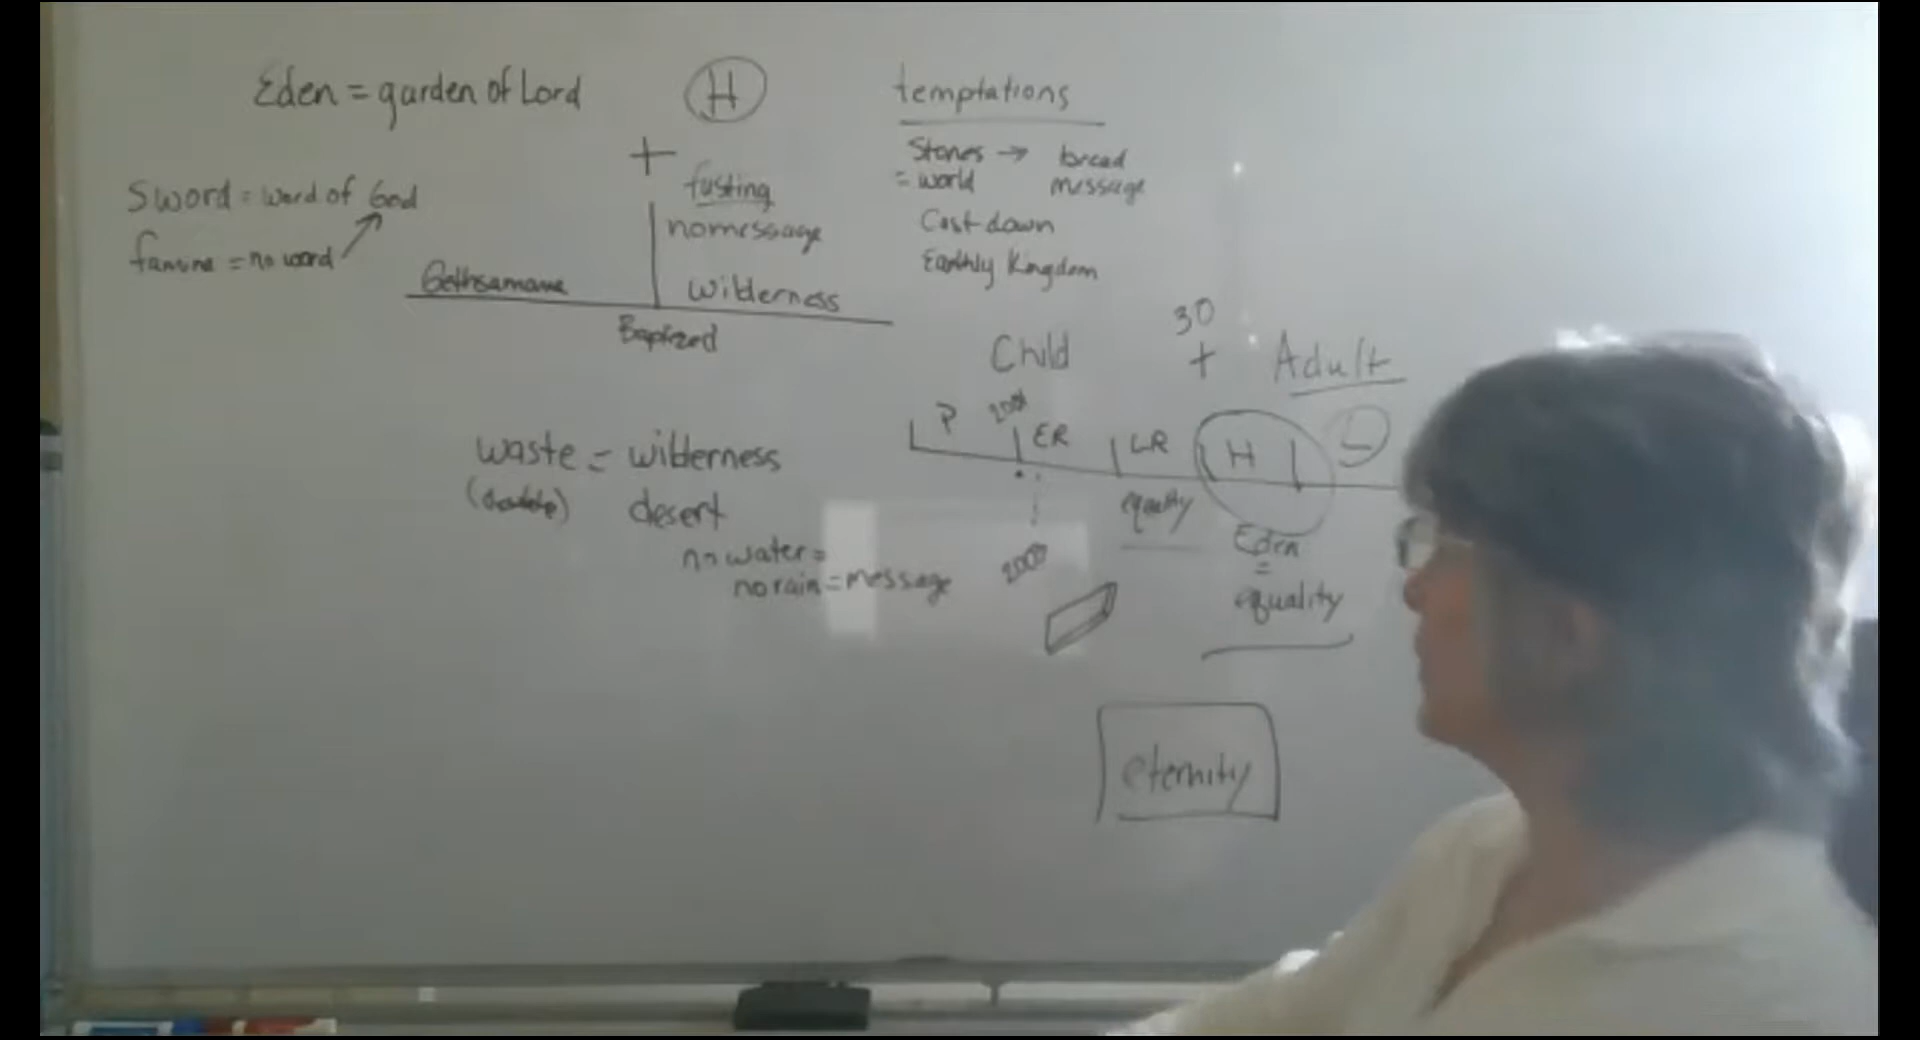 Eden = garden of Lord
H
temptations
+
Stones → bread
= world message
Sword = word of God
fasting
no message
Cast down
famine = no word
Earthly Kingdom
wilderness
Baptized
30
Child + Adult
P 2001 ER LR H L
waste = wilderness
desert
equality
Eden
=
equality
no water =
no rain = message
eternity